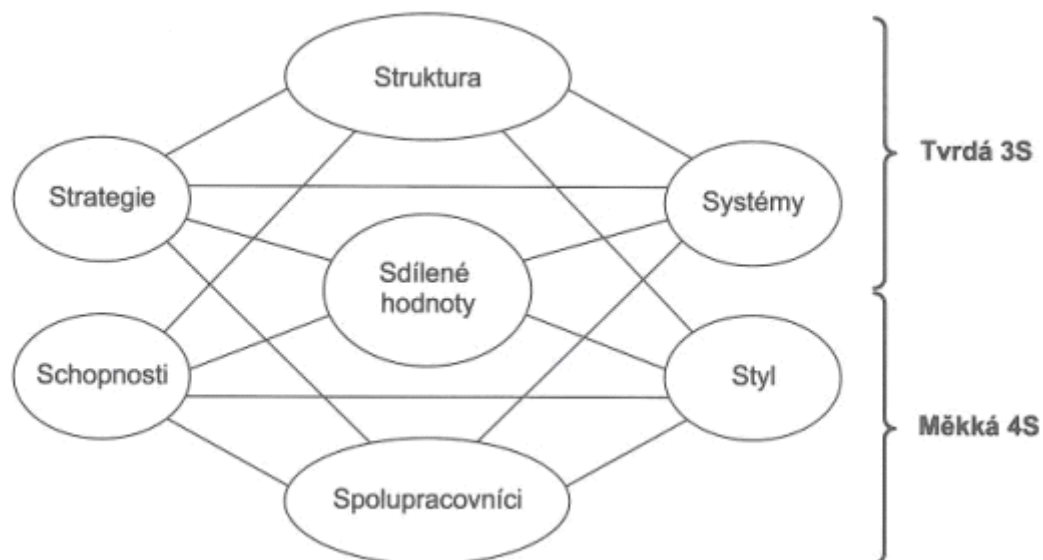 Struktura
Tvrdá 3S
Strategie
Systémy
Sdílené
hodnoty
Schopnosti
Styl
Měkká 4S
Spolupracovníci